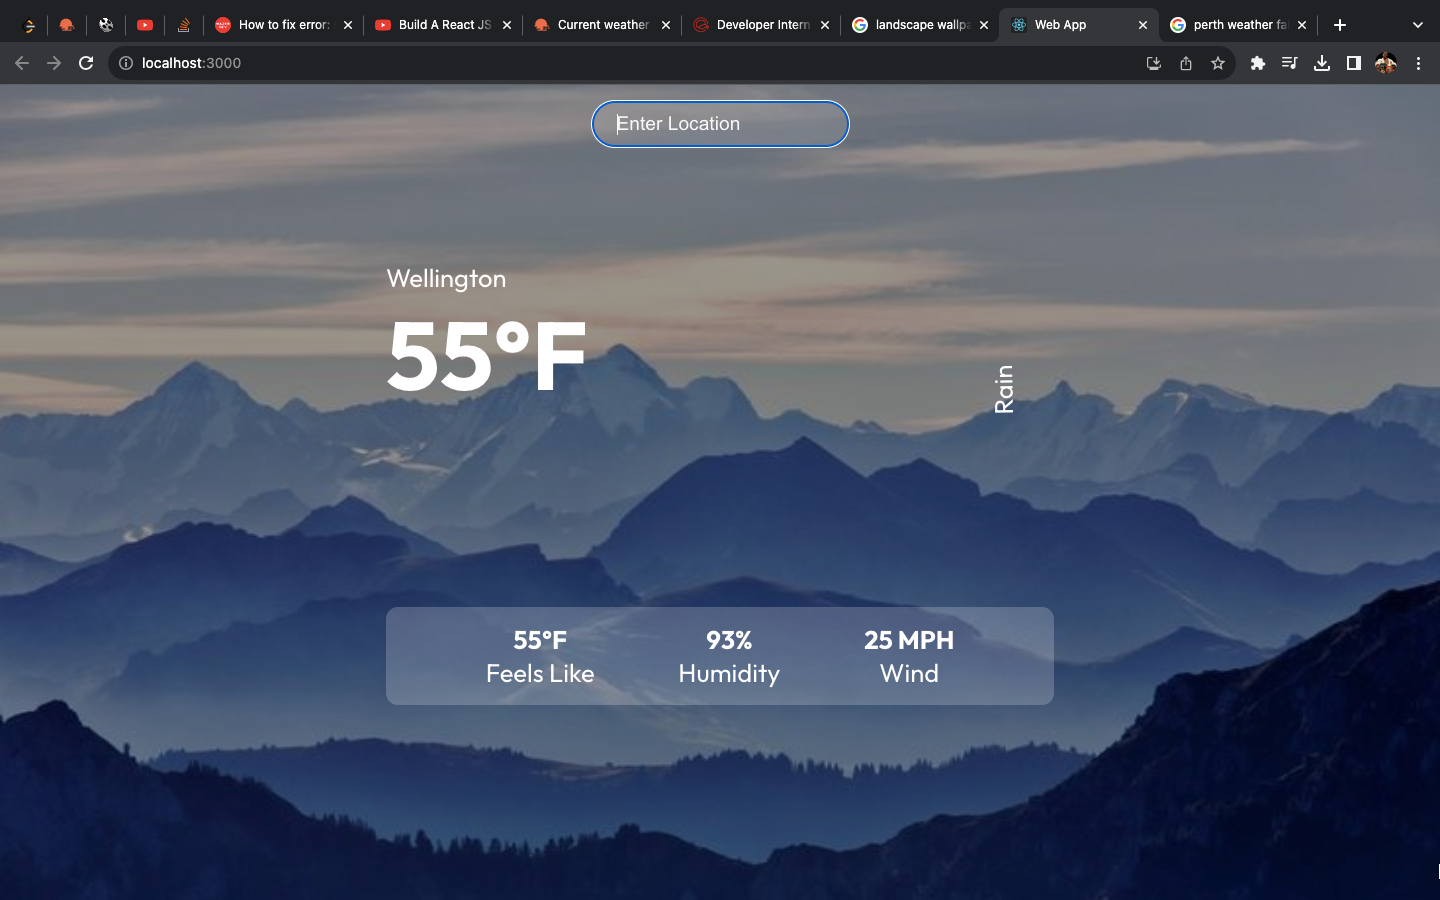 How to fix error:
Build A React JS
Current weather
Developer Intern
landscape wallpa
Web App
perth weather fa
localhost:3000
Enter Location
Wellington
55°F
Rain
55°F 93% 25 MPH
Feels Like Humidity Wind